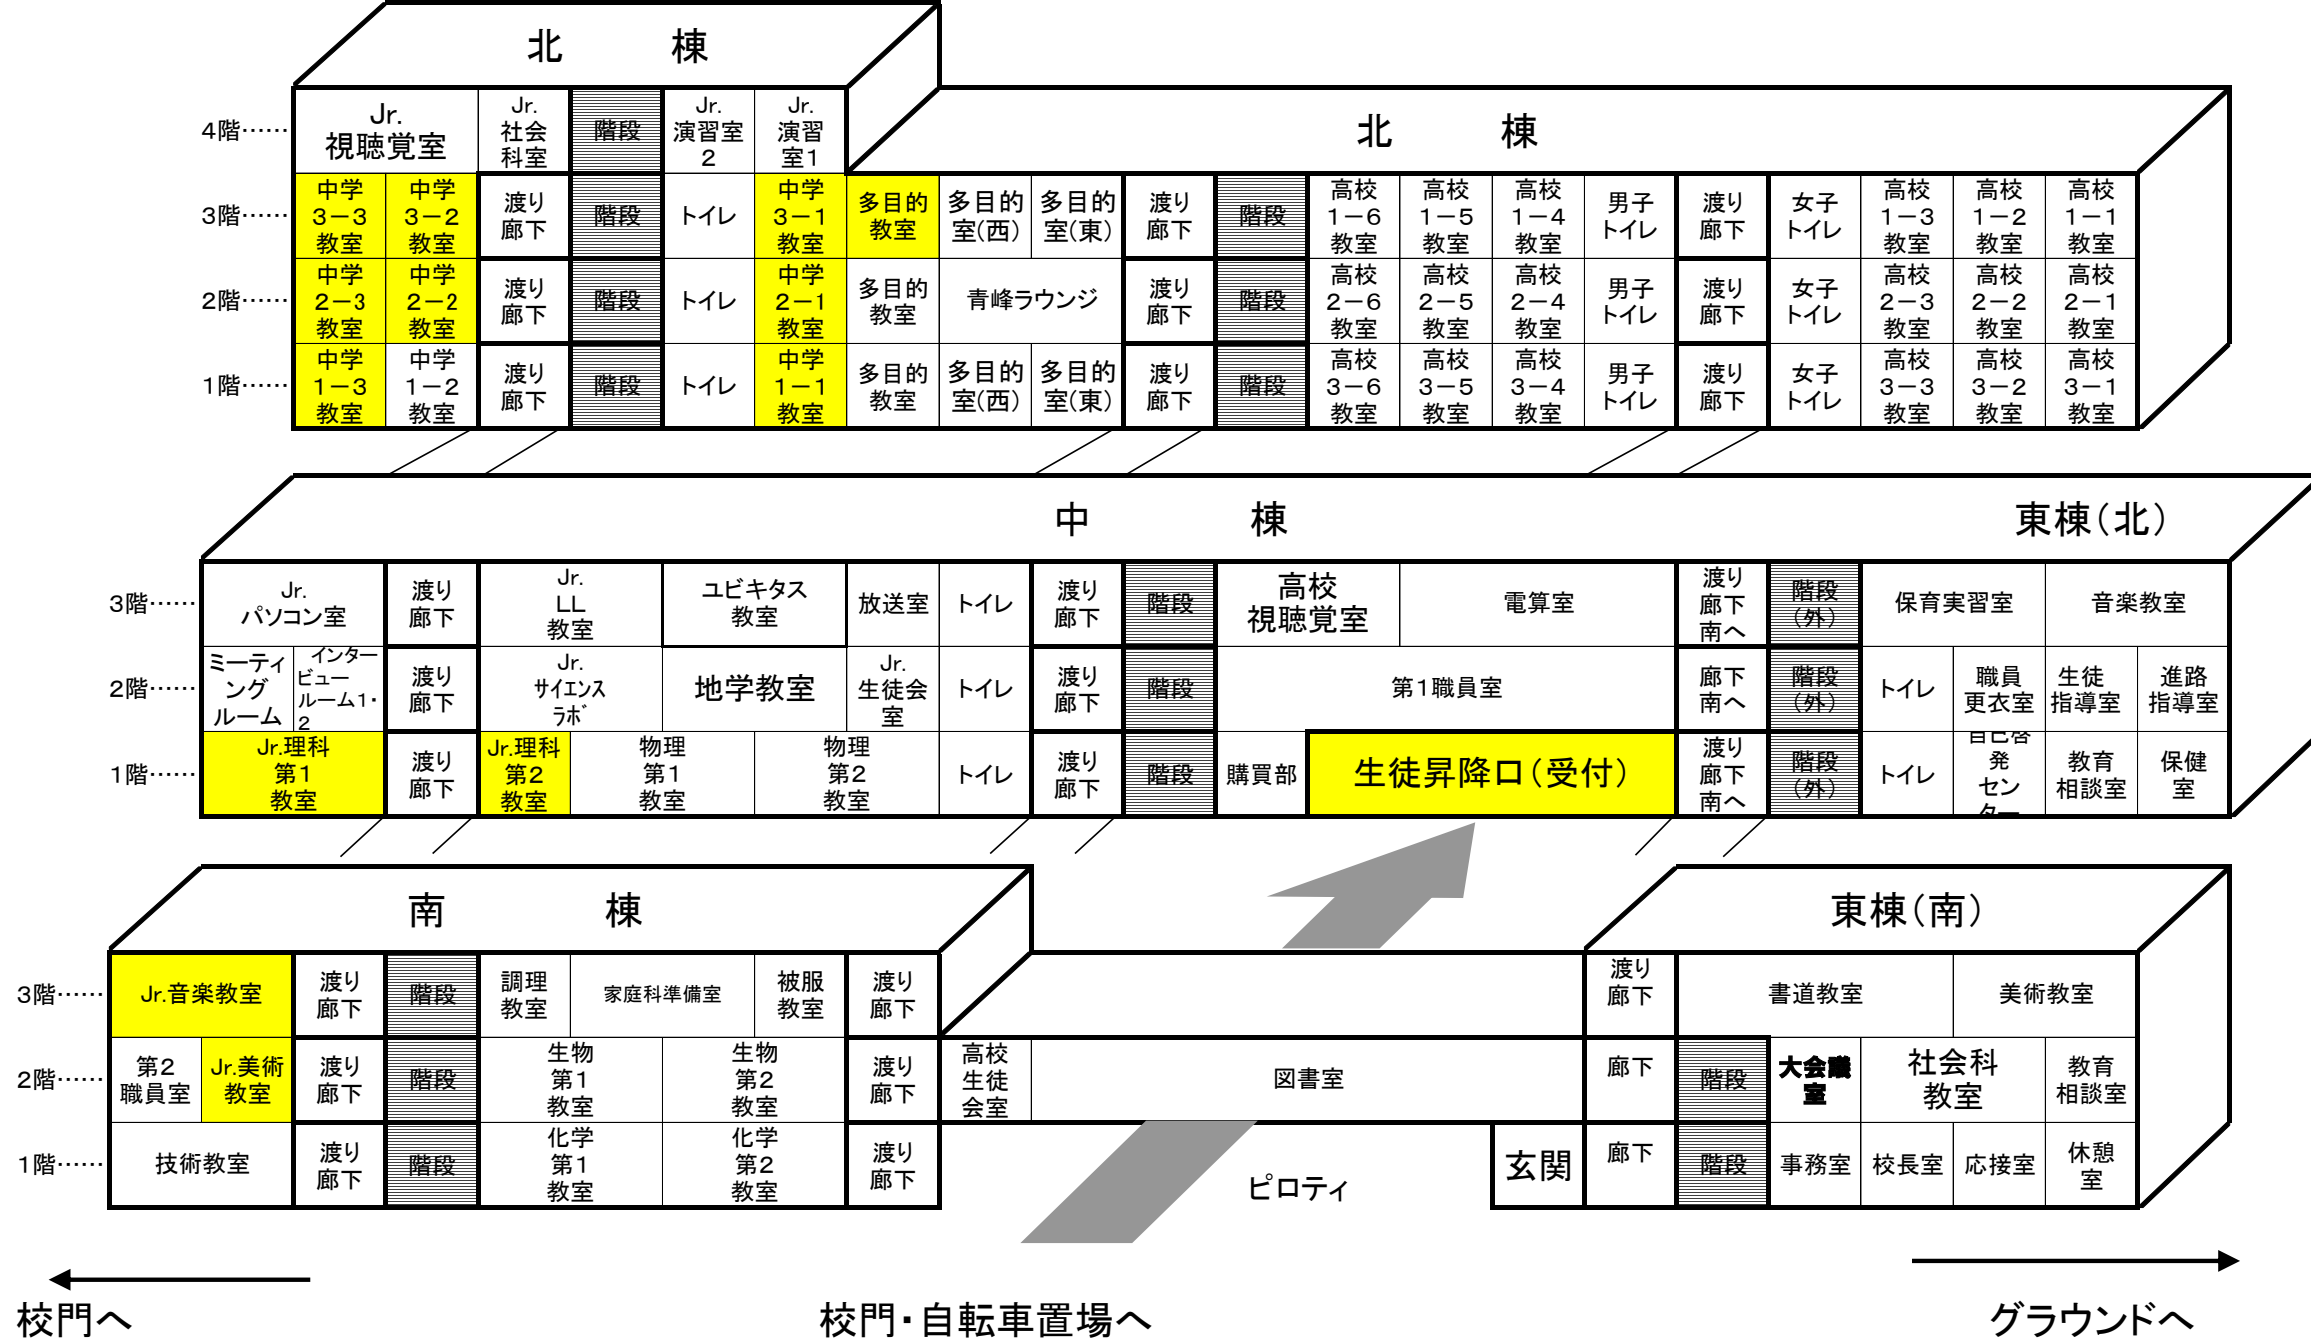 北　棟
北　棟
4階……
Jr.
視聴覚室
Jr.
社会
科室
階段
Jr.
演習室
2
Jr.
演習
室1
3階……
中学
3－3
教室
中学
3－2
教室
渡り
廊下
階段
トイレ
中学
3－1
教室
多目的
教室
多目的
室(西)
多目的
室(東)
渡り
廊下
階段
高校
1－6
教室
高校
1－5
教室
高校
1－4
教室
男子
トイレ
渡り
廊下
女子
トイレ
高校
1－3
教室
高校
1－2
教室
高校
1－1
教室
2階……
中学
2－3
教室
中学
2－2
教室
渡り
廊下
階段
トイレ
中学
2－1
教室
多目的
教室
青峰ラウンジ
渡り
廊下
階段
高校
2－6
教室
高校
2－5
教室
高校
2－4
教室
男子
トイレ
渡り
廊下
女子
トイレ
高校
2－3
教室
高校
2－2
教室
高校
2－1
教室
1階……
中学
1－3
教室
中学
1－2
教室
渡り
廊下
階段
トイレ
中学
1－1
教室
多目的
教室
多目的
室(西)
多目的
室(東)
渡り
廊下
階段
高校
3－6
教室
高校
3－5
教室
高校
3－4
教室
男子
トイレ
渡り
廊下
女子
トイレ
高校
3－3
教室
高校
3－2
教室
高校
3－1
教室
中　棟
東棟(北)
3階……
Jr.
パソコン室
渡り
廊下
Jr.
LL
教室
ユビキタス
教室
放送室
トイレ
渡り
廊下
階段
高校
視聴覚室
電算室
渡り
廊下
南へ
階段
(外)
保育実習室
音楽教室
2階……
ミーティ
ング
ルーム
インター
ビュー
ルーム1・
2
渡り
廊下
Jr.
サイエンス
ラボ
地学教室
Jr.
生徒会
室
トイレ
渡り
廊下
階段
第1職員室
廊下
南へ
階段
(外)
トイレ
職員
更衣室
生徒
指導室
進路
指導室
1階……
Jr.理科
第1
教室
渡り
廊下
Jr.理科
第2
教室
物理
第1
教室
物理
第2
教室
トイレ
渡り
廊下
階段
購買部
生徒昇降口(受付)
渡り
廊下
南へ
階段
(外)
トイレ
自己啓
発
セン
ター
教育
相談室
保健
室
南　棟
東棟(南)
3階……
Jr.音楽教室
渡り
廊下
階段
調理
教室
家庭科準備室
被服
教室
渡り
廊下
渡り
廊下
書道教室
美術教室
2階……
第2
職員室
Jr.美術
教室
渡り
廊下
階段
生物
第1
教室
生物
第2
教室
渡り
廊下
高校
生徒
会室
図書室
廊下
階段
大会議
室
社会科
教室
教育
相談室
1階……
技術教室
渡り
廊下
階段
化学
第1
教室
化学
第2
教室
渡り
廊下
ピロティ
玄関
廊下
階段
事務室
校長室
応接室
休憩
室
校門へ
校門・自転車置場へ
グラウンドへ